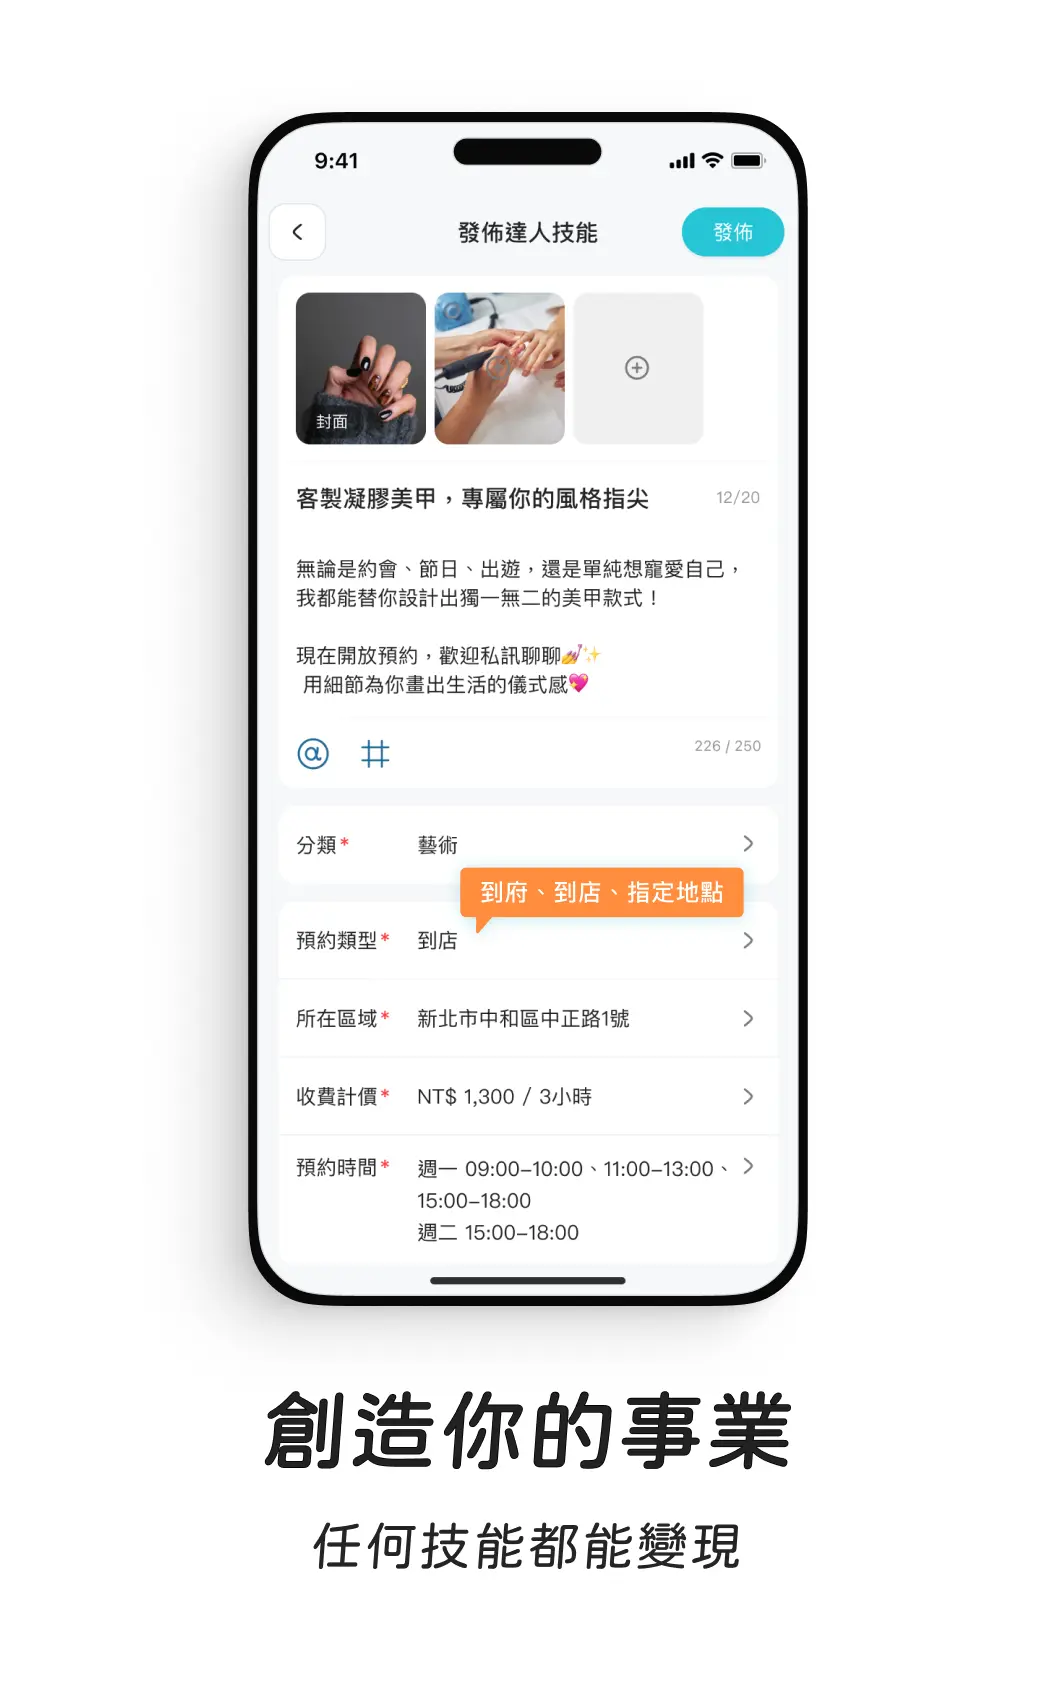 9:41
發佈達人技能
發佈
封面
客製凝膠美甲，專屬你的風格指尖
12/20
無論是約會、節日、出遊，還是單純想寵愛自己，
我都能替你設計出獨一無二的美甲款式！
現在開放預約，歡迎私訊聊聊💅✨
用細節為你畫出生活的儀式感💖
226 / 250
分類* 藝術
到府、到店、指定地點
預約類型* 到店
所在區域* 新北市中和區中正路1號
收費計價* NT$ 1,300 / 3小時
預約時間* 週一 09:00–10:00、11:00–13:00、
15:00–18:00
週二 15:00–18:00
創造你的事業
任何技能都能變現